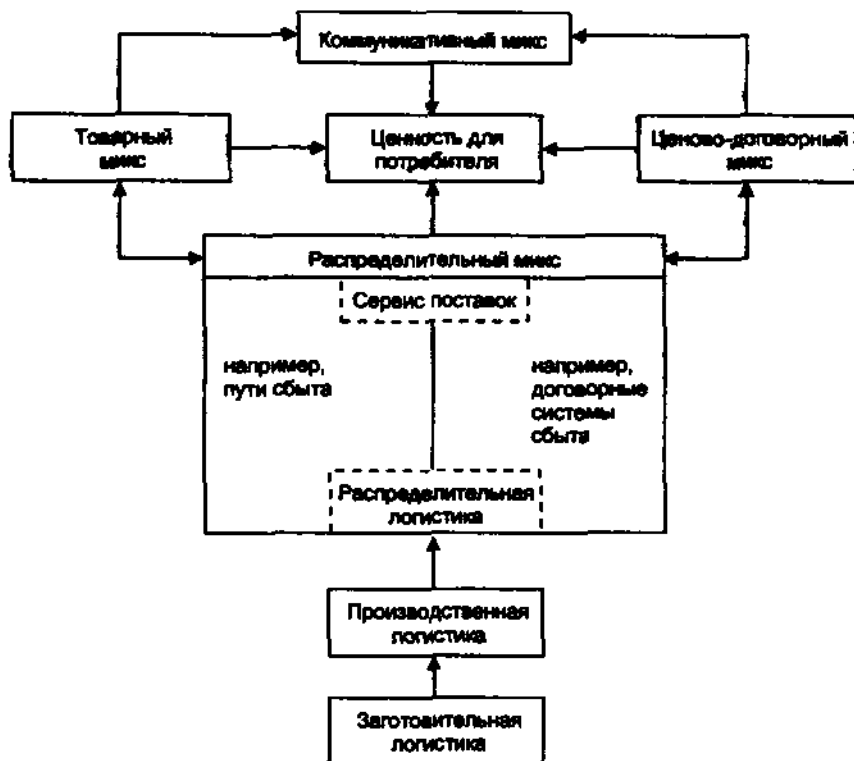 Коммуникативный микс
Товарный
микс
Ценность для
потребителя
Ценово-договорный
микс
Распределительный микс
Сервис поставок
например,
пути сбыта
например,
договорные
системы
сбыта
Распределительная
логистика
Производственная
логистика
Заготовительная
логистика